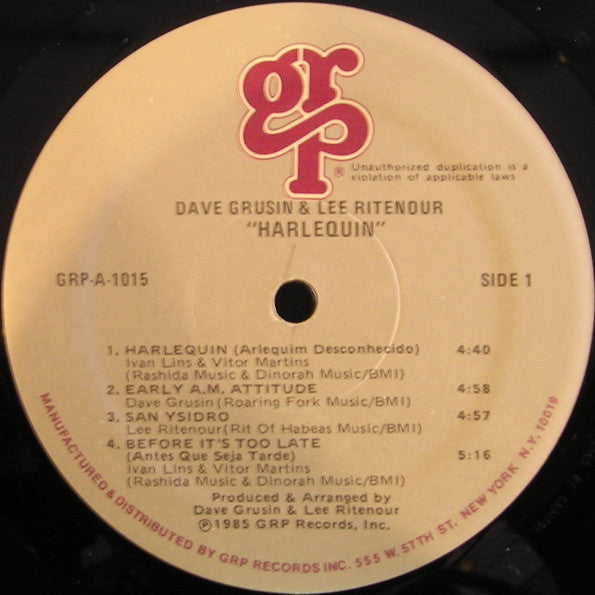 grp
® Unauthorized duplication is a
violation of applicable laws
DAVE GRUSIN & LEE RITENOUR
"HARLEQUIN"
GRP-A-1015
SIDE 1
1. HARLEQUIN (Arlequim Desconhecido) 4:40
Ivan Lins & Vitor Martins
(Rashida Music & Dinorah Music/BMI)
2. EARLY A.M. ATTITUDE 4:58
Dave Grusin (Roaring Fork Music/BMI)
3. SAN YSIDRO 4:57
Lee Ritenour(Rit Of Habeas Music/BMI)
4. BEFORE IT'S TOO LATE
(Antes Que Seja Tarde) 5:16
Ivan Lins & Vitor Martins
(Rashida Music & Dinorah Music/BMI)
Produced & Arranged by
Dave Grusin & Lee Ritenour
℗1985 GRP Records, Inc.
MANUFACTURED & DISTRIBUTED BY GRP RECORDS INC. 555 W. 57TH ST. NEW YORK N.Y. 10019